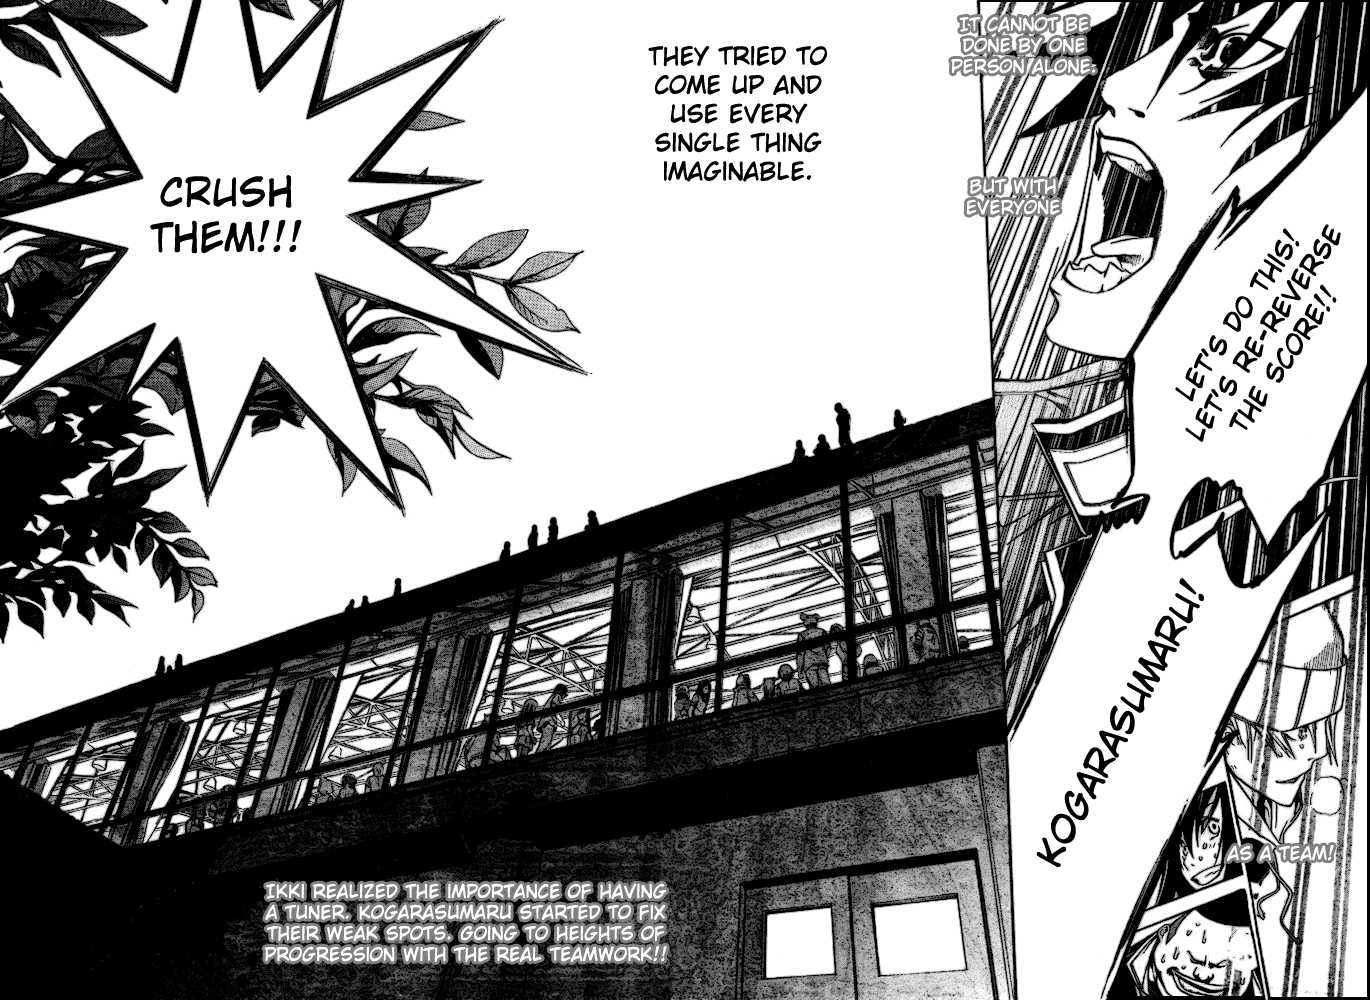 IT CANNOT BE
DONE BY ONE
PERSON ALONE.
BUT WITH
EVERYONE
LET'S DO THIS!
LET'S RE-REVERSE
THE SCORE!!
KOGARASUMARU!
AS A TEAM!
THEY TRIED TO
COME UP AND
USE EVERY
SINGLE THING
IMAGINABLE.
CRUSH
THEM!!!
IKKI REALIZED THE IMPORTANCE OF HAVING
A TUNER. KOGARASUMARU STARTED TO FIX
THEIR WEAK SPOTS. GOING TO HEIGHTS OF
PROGRESSION WITH THE REAL TEAMWORK!!